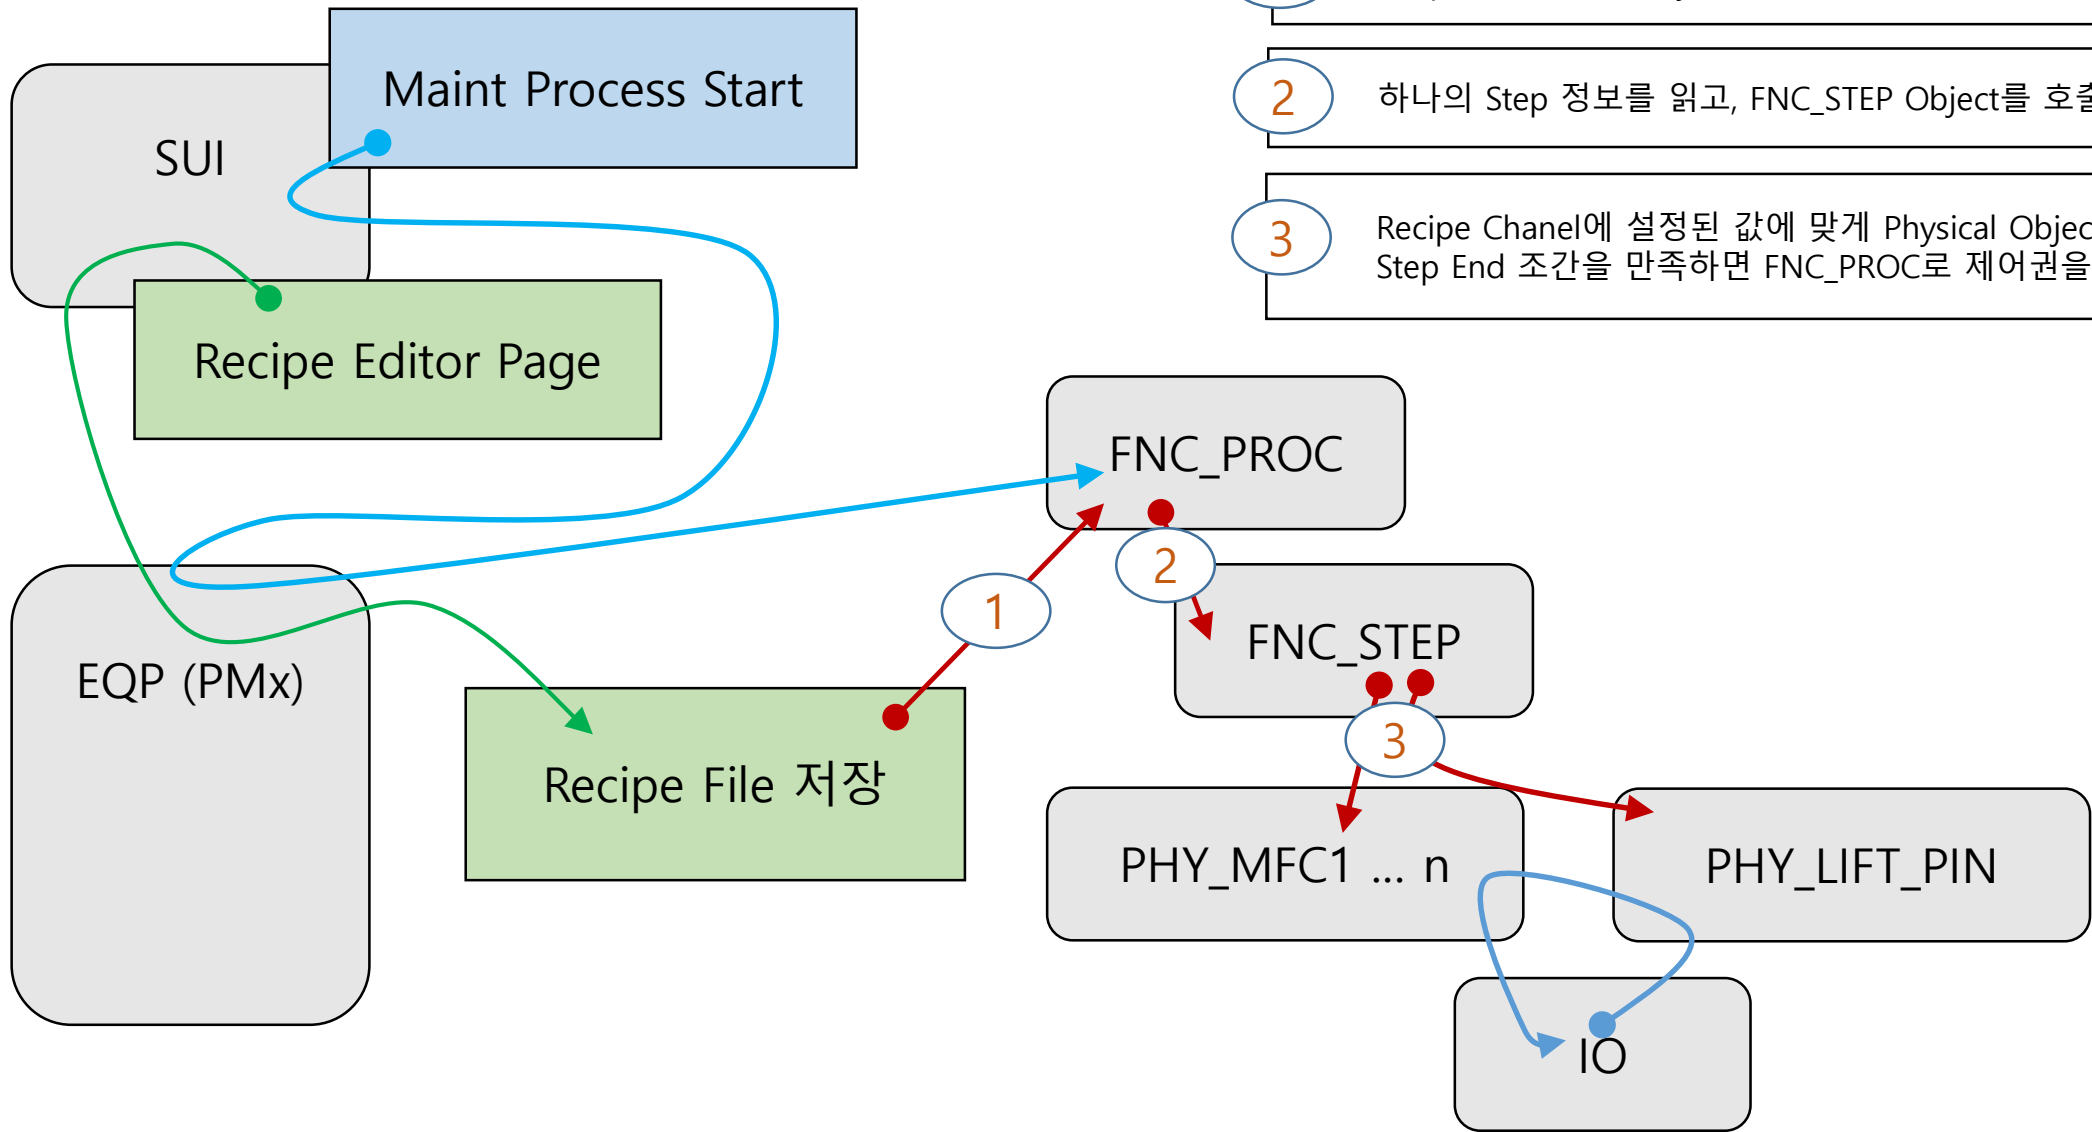 Maint Process Start
SUI
2
하나의 Step 정보를 읽고, FNC_STEP Object를
3
Recipe Chanel에 설정된 값에 맞게 Physical
Step End 조간을 만족하면 FNC_PROC로 제어권을
Recipe Editor Page
FNC_PROC
2
1
FNC_STEP
EQP (PMx)
3
Recipe File 저장
PHY_MFC1 ... n
PHY_LIFT_PIN
IO